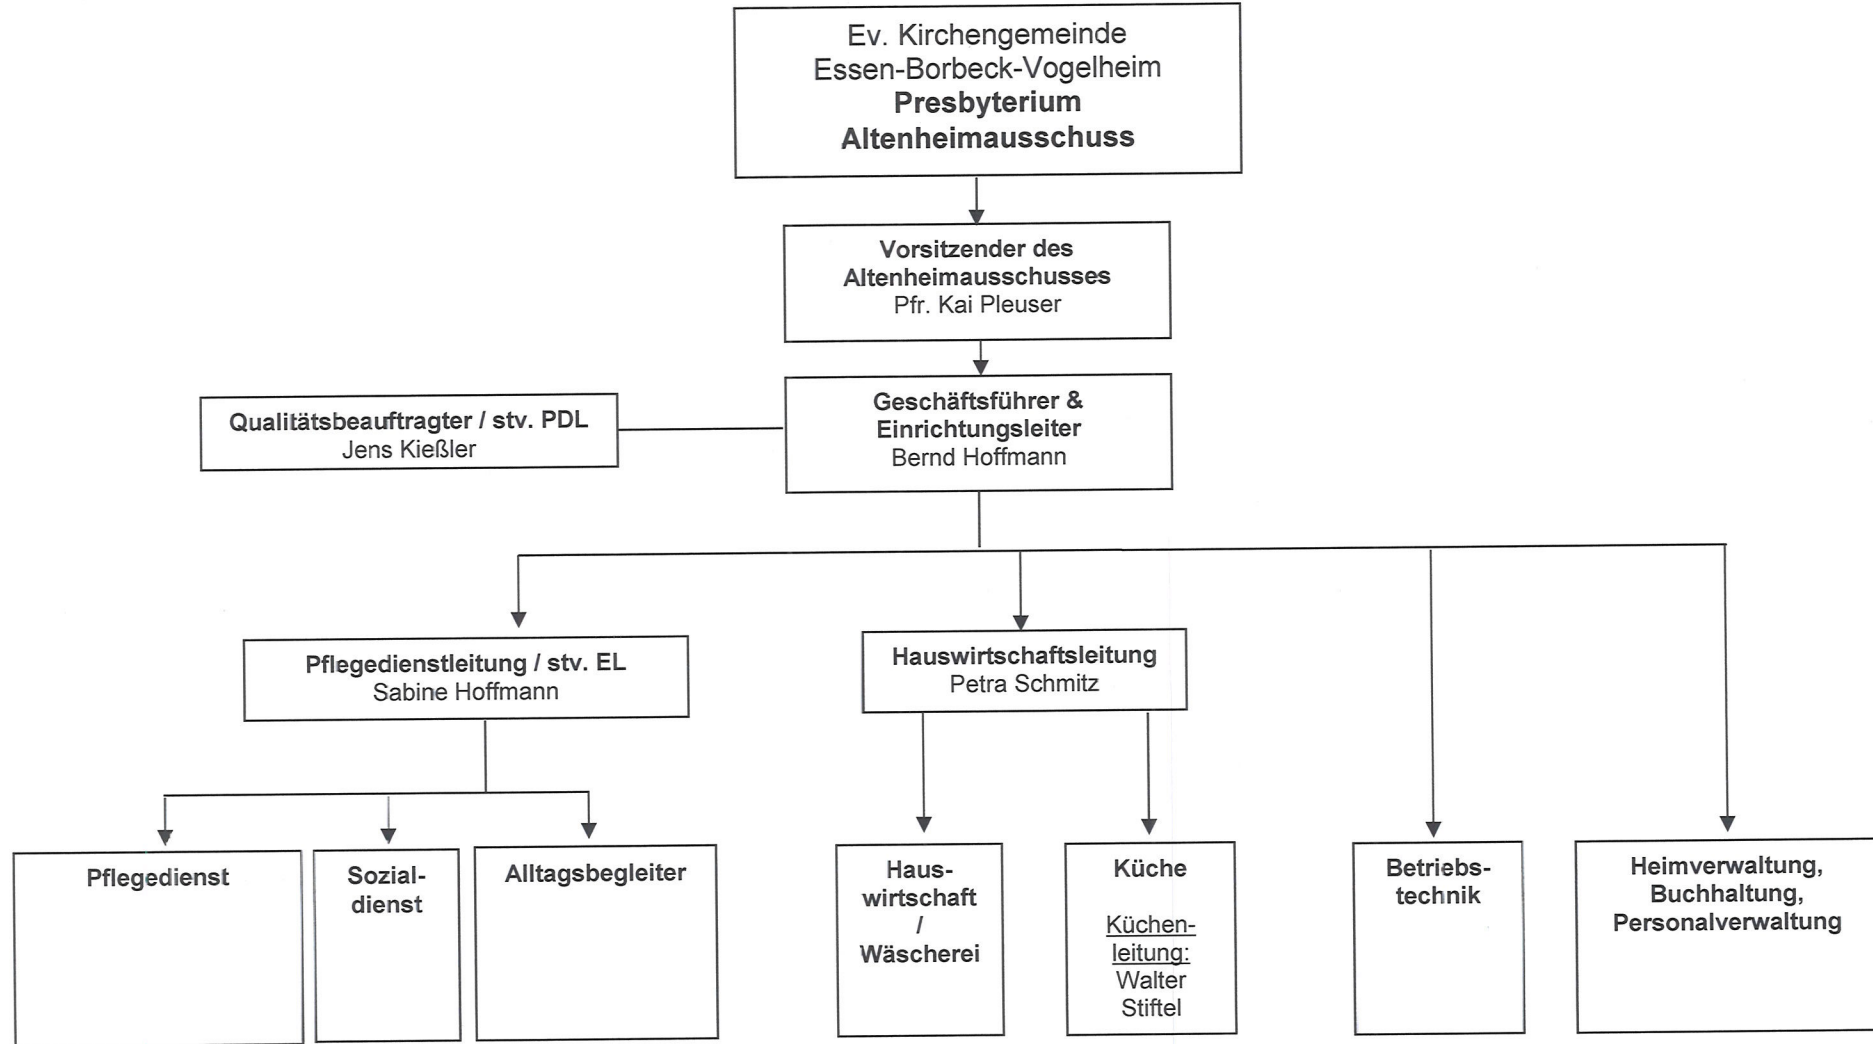 Ev. Kirchengemeinde
Essen-Borbeck-Vogelheim
Presbyterium
Altenheimausschuss
Vorsitzender des
Altenheimausschusses
Pfr. Kai Pleuser
Qualitätsbeauftragter / stv. PDL
Jens Kießler
Geschäftsführer &
Einrichtungsleiter
Bernd Hoffmann
Pflegedienstleitung / stv. EL
Sabine Hoffmann
Hauswirtschaftsleitung
Petra Schmitz
Pflegedienst
Sozial-
dienst
Alltagsbegleiter
Haus-
wirtschaft
/
Wäscherei
Küche
Küchen-
leitung:
Walter
Stiftel
Betriebs-
technik
Heimverwaltung,
Buchhaltung,
Personalverwaltung